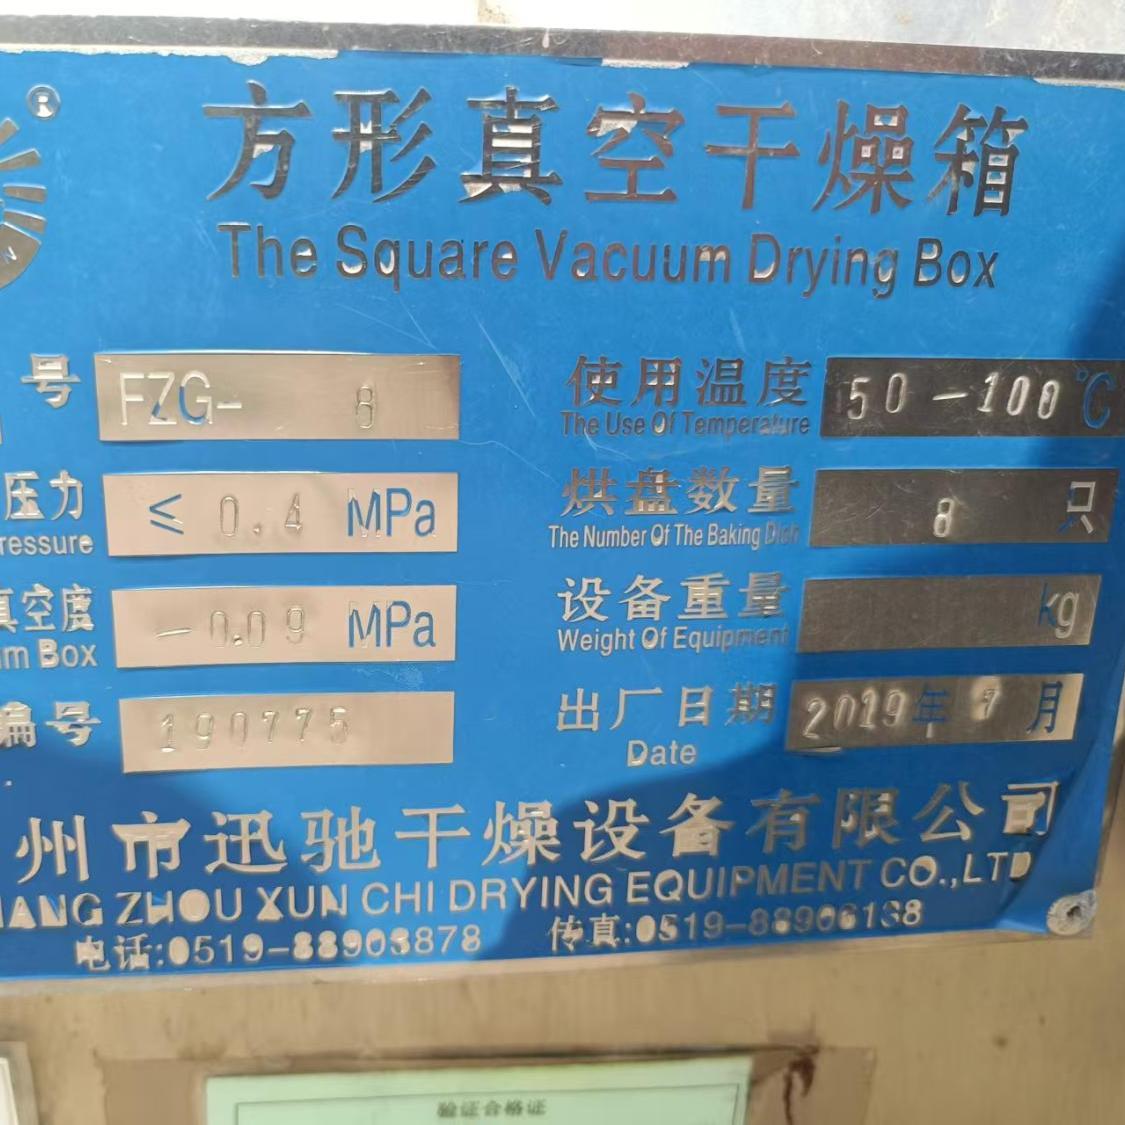 ®
方形真空干燥箱
The Square Vacuum Drying Box
号 FZG- 8
使用温度 50-100℃
The Use Of Temperature
压力 ≤ 0.4 MPa
ressure
烘盘数量 8 只
The Number Of The Baking Dich
真空度 -0.09 MPa
m Box
设备重量 kg
Weight Of Equipment
编号 190775
出厂日期 2019年7月
Date
州市迅驰干燥设备有限公司
ANG ZHOU XUN CHI DRYING EQUIPMENT CO.,LTD
电话:0519-88903878 传真:0519-88906138
验证合格证